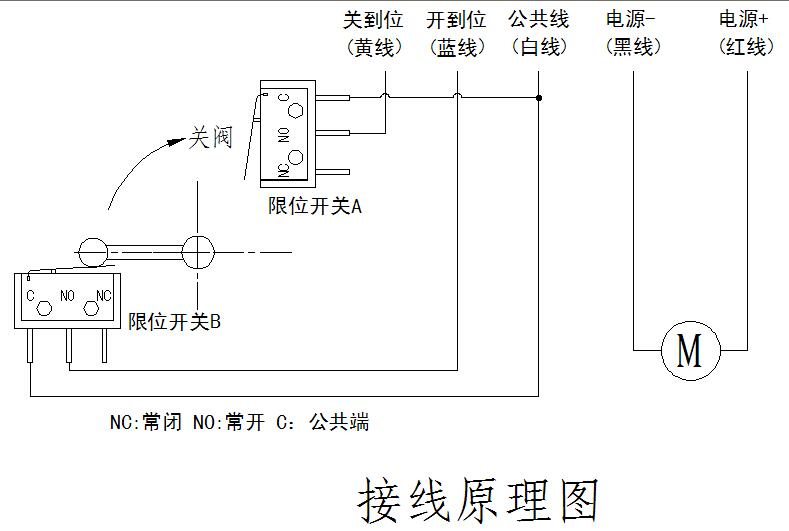 关到位 开到位 公共线 电源- 电源+
(黄线) (蓝线) (白线) (黑线) (红线)
C
NO
NC
关阀
限位开关A
C NO NC
限位开关B
M
NC:常闭 NO:常开 C：公共端
接线原理图